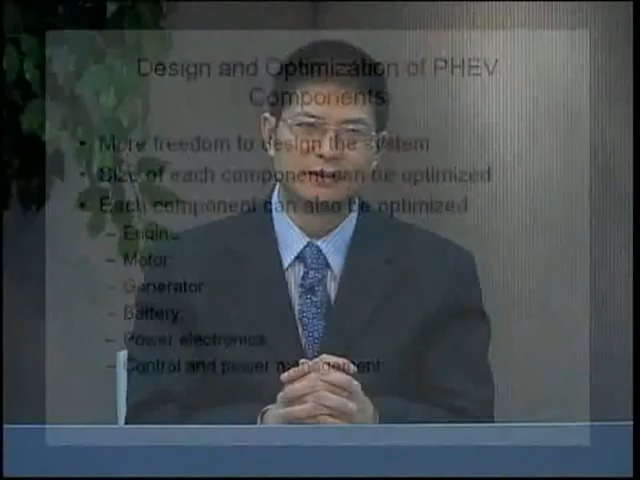 Design and Optimization of PHEV
Components
• More freedom to design the system
• Size of each component can be optimized
• Each component can also be optimized
– Engine
– Motor
– Generator
– Battery
– Power electronics
– Control and power management